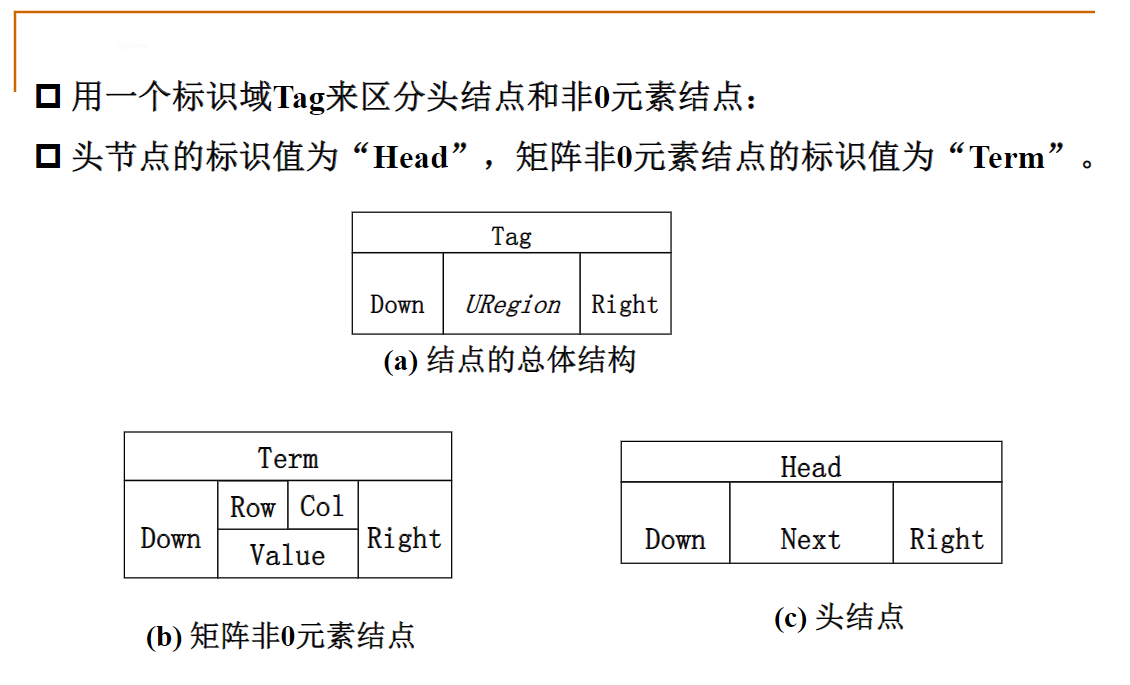 用一个标识域Tag来区分头结点和非0元素结点：
头节点的标识值为“Head”，矩阵非0元素结点的标识值为“Term”。
Tag
Down URegion Right
(a) 结点的总体结构
Term
Down Row Col Right
Value
(b) 矩阵非0元素结点
Head
Down Next Right
(c) 头结点